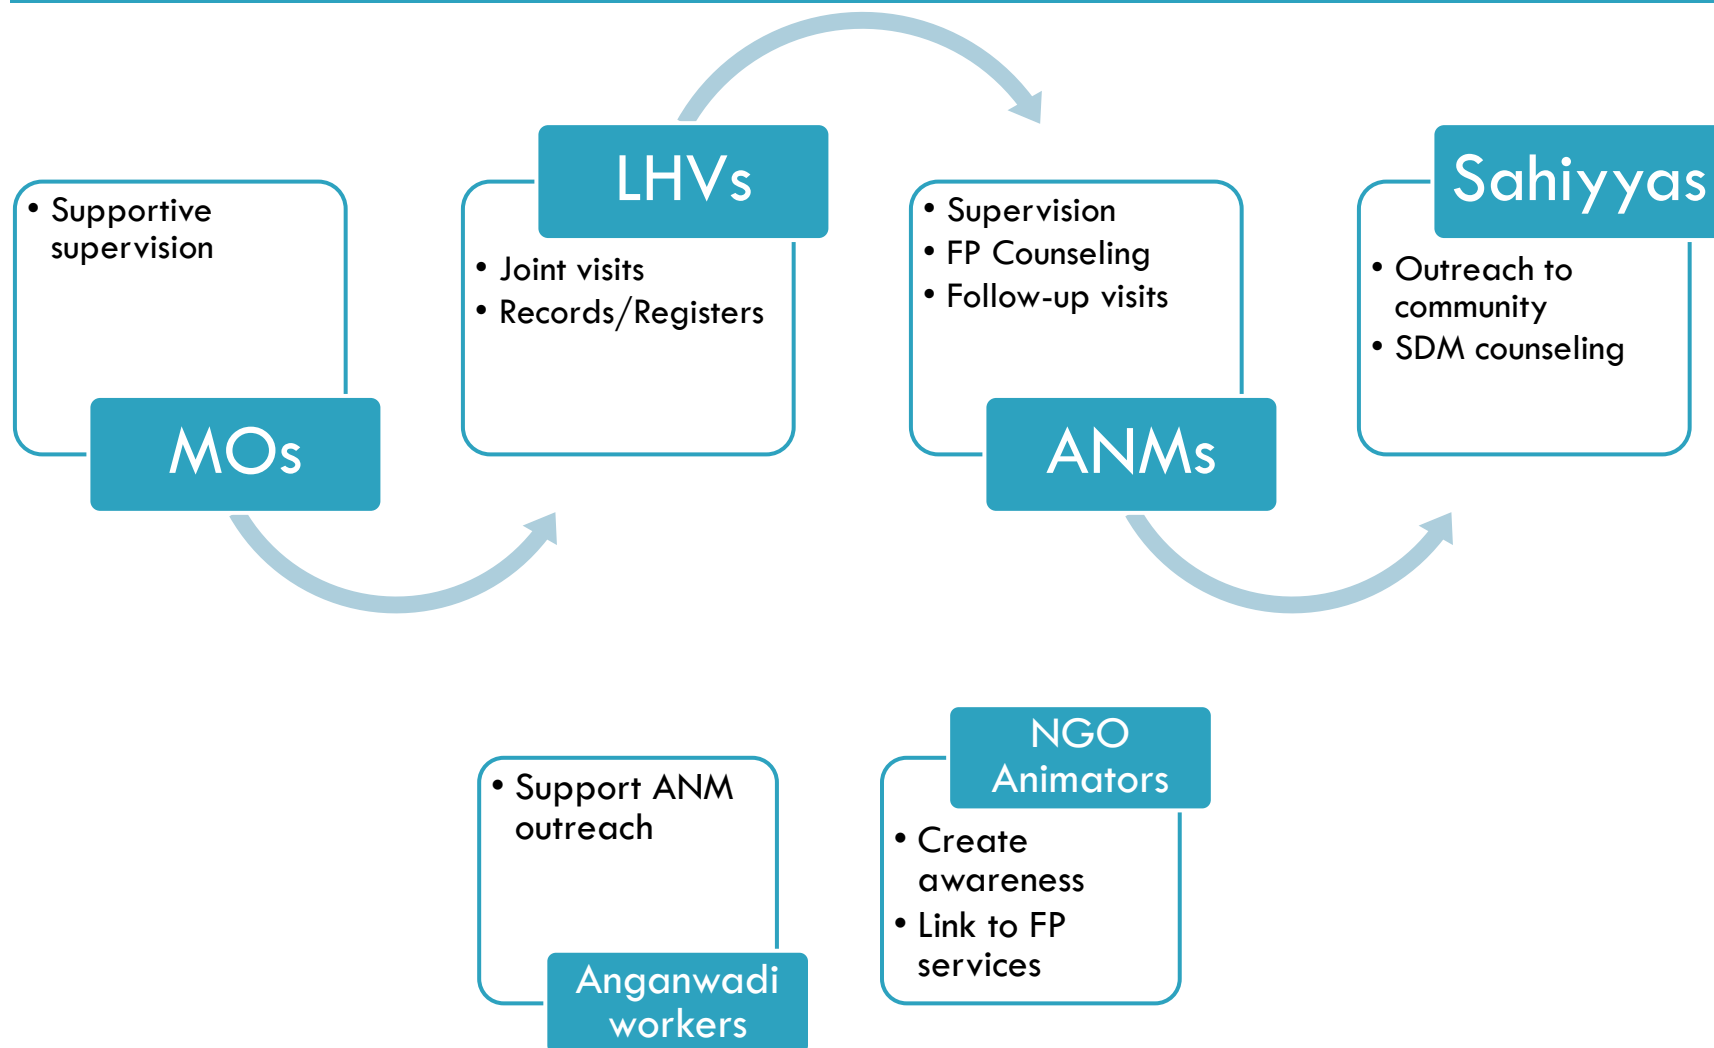 • Supportive
supervision
MOs
LHVs
• Joint visits
• Records/Registers
• Supervision
• FP Counseling
• Follow-up visits
ANMs
Sahiyyas
• Outreach to
community
• SDM counseling
• Support ANM
outreach
Anganwadi
workers
NGO
Animators
• Create
awareness
• Link to FP
services